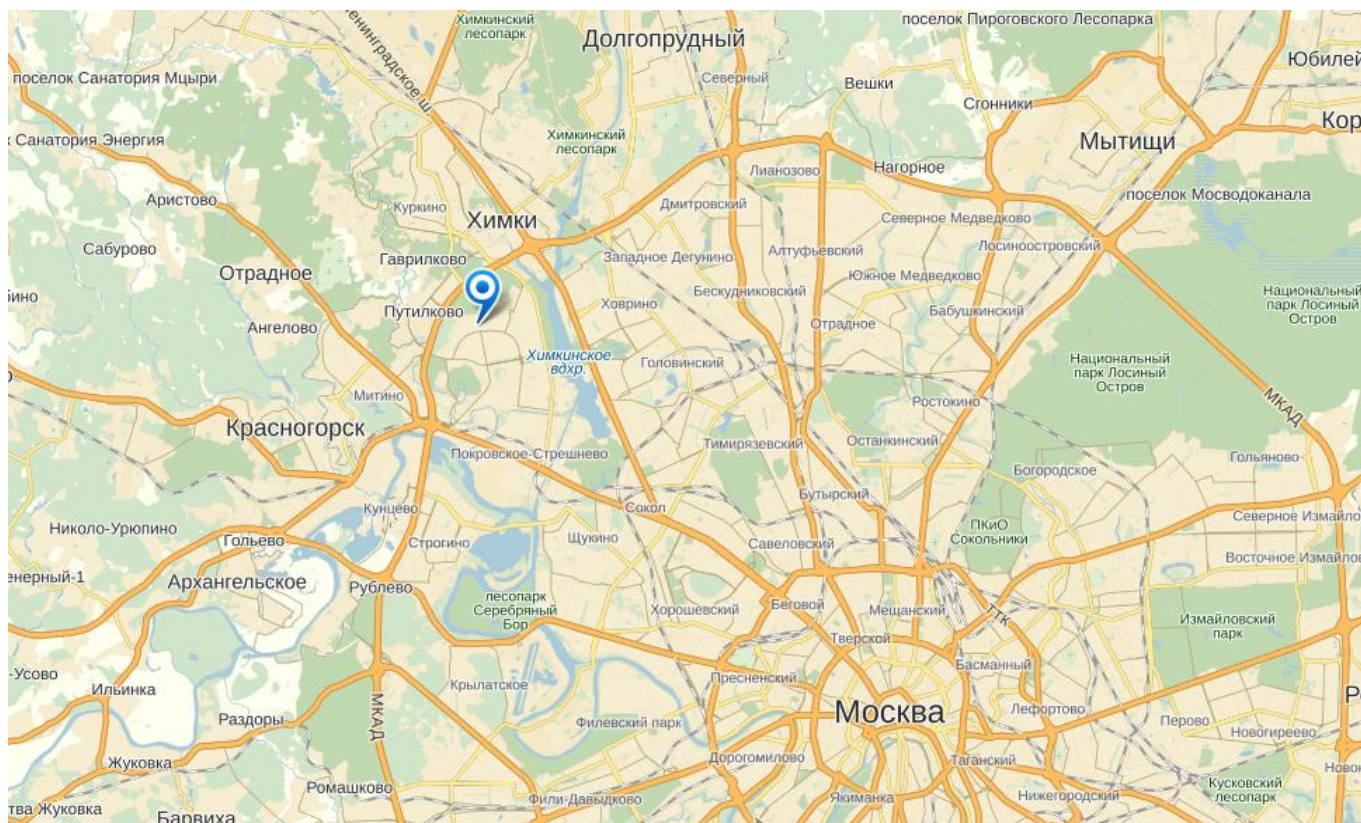 Химкинский
лесопарк
Долгопрудный
поселок Пироговского Лесопарка
Юбилей
Ленинградское ш.
поселок Санатория Мцыри
Северный
Вешки
Сгонники
Кор
Санатория Энергия
Химкинский
лесопарк
Мытищи
Лианозово
Нагорное
Аристово
Куркино
Дмитровский
поселок Мосводоканала
Химки
Северное Медведково
Сабурово
Гаврилково
Западное Дегунино
Алтуфьевский
Лосиноостровский
Отрадное
Южное Медведково
бино
Путилково
Ховрино
Бескудниковский
Национальный
парк Лосиный
Остров
Ангелово
Отрадное
Бабушкинский
Химкинское
вдхр.
Головинский
Национальный
парк Лосиный
Остров
Митино
Ростокино
МКАД
Красногорск
Тимирязевский
Останкинский
Покровское-Стрешнево
Гольяново
Богородское
Бутырский
Кунцево
Сокол
Северное Измайло
Николо-Урюпино
Гольево
Строгино
Щукино
Савеловский
ПКиО
Сокольники
Восточное Измайлов
енерный-1
Архангельское
Рублево
лесопарк
Серебряный
Бор
Хорошевский
Беговой
Мещанский
ТТК
Измайловский
парк
Тверской
Басманный
-Усово
Ильинка
Крылатское
Пресненский
МКАД
Москва
Лефортово
Раздоры
Филевский парк
Перово
Новогиреево
Жуковка
Дорогомилово
Таганский
Ромашково
Фили-Давыдково
Якиманка
Нижегородский
Кусковский
лесопарк
Новок
тва Жуковка
Барвиха